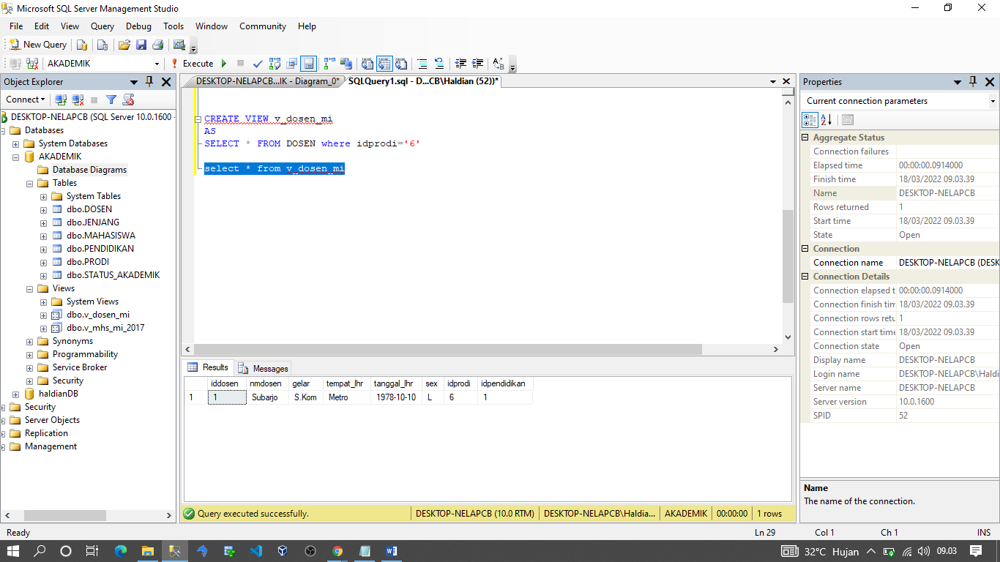 Microsoft SQL Server Management Studio
File Edit View Query Debug Tools Window Community Help
New Query
AKADEMIK Execute
Object Explorer
Connect
DESKTOP-NELAPCB (SQL Server 10.0.1600 -
Databases
System Databases
AKADEMIK
Database Diagrams
Tables
System Tables
dbo.DOSEN
dbo.JENJANG
dbo.MAHASISWA
dbo.PENDIDIKAN
dbo.PRODI
dbo.STATUS_AKADEMIK
Views
System Views
dbo.v_dosen_mi
dbo.v_mhs_mi_2017
Synonyms
Programmability
Service Broker
Security
haldianDB
Security
Server Objects
Replication
Management
DESKTOP-NELAPCB...IK - Diagram_0* SQLQuery1.sql - D...CB\Haldian (52))*
CREATE VIEW v_dosen_mi
AS
SELECT * FROM DOSEN where idprodi='6'
select * from v_dosen_mi
Results Messages
iddosen nmdosen gelar tempat_lhr tanggal_lhr sex idprodi idpendidikan
1 1 Subarjo S.Kom Metro 1978-10-10 L 6 1
Query executed successfully. DESKTOP-NELAPCB (10.0 RTM) DESKTOP-NELAPCB\Haldia... AKADEMIK 00:00:00 1 rows
Properties
Current connection parameters
Aggregate Status
Connection failures
Elapsed time 00:00:00.0914000
Finish time 18/03/2022 09.03.39
Name DESKTOP-NELAPCB
Rows returned 1
Start time 18/03/2022 09.03.39
State Open
Connection
Connection name DESKTOP-NELAPCB (DESK
Connection Details
Connection elapsed t 00:00:00.0914000
Connection finish tim 18/03/2022 09.03.39
Connection rows retu 1
Connection start time 18/03/2022 09.03.39
Connection state Open
Display name DESKTOP-NELAPCB
Login name DESKTOP-NELAPCB\Hald
Server name DESKTOP-NELAPCB
Server version 10.0.1600
SPID 52
Name
The name of the connection.
Ready Ln 29 Col 1 Ch 1 INS
32°C Hujan 09.03